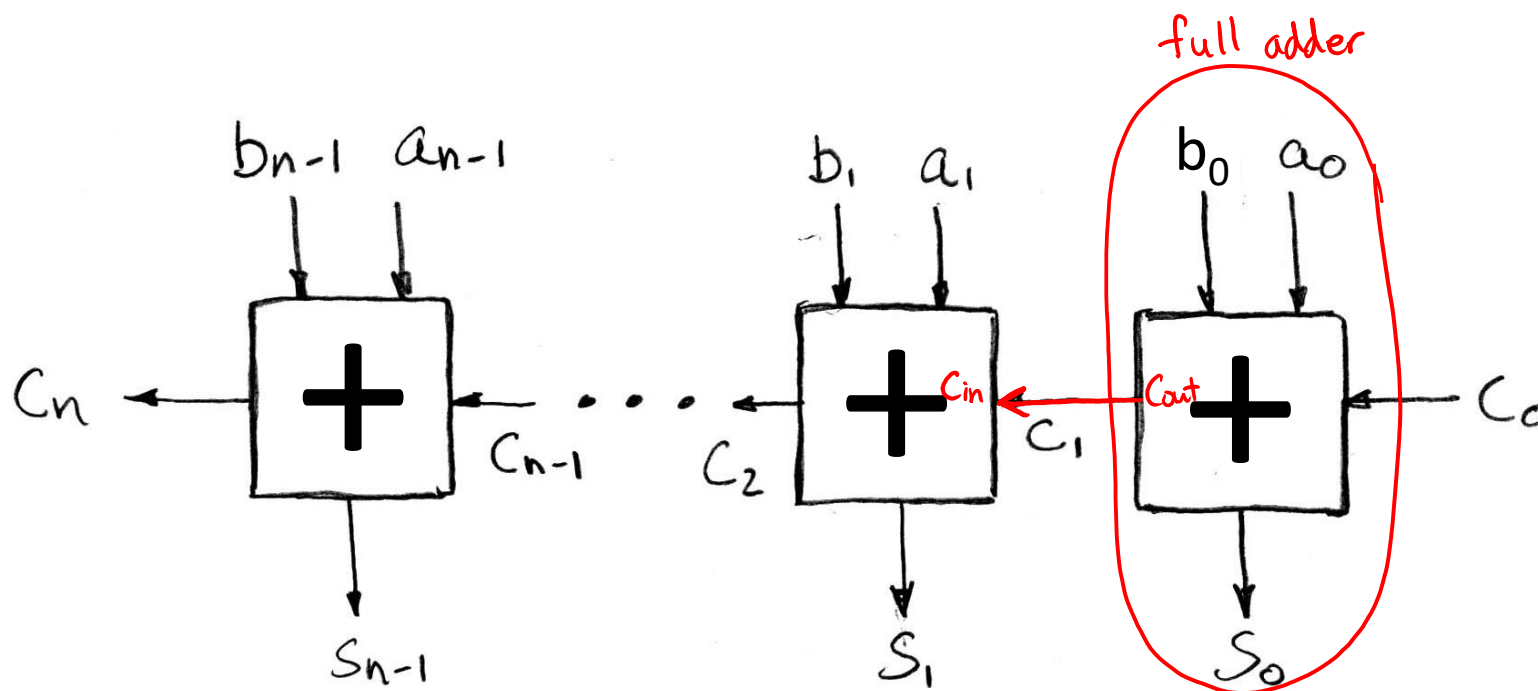 full adder
bn-1 an-1 b1 a1 b0 a0
Cn + Cn-1 • • • C2 + Cin C1 Cout + C0
Sn-1 S1 S0